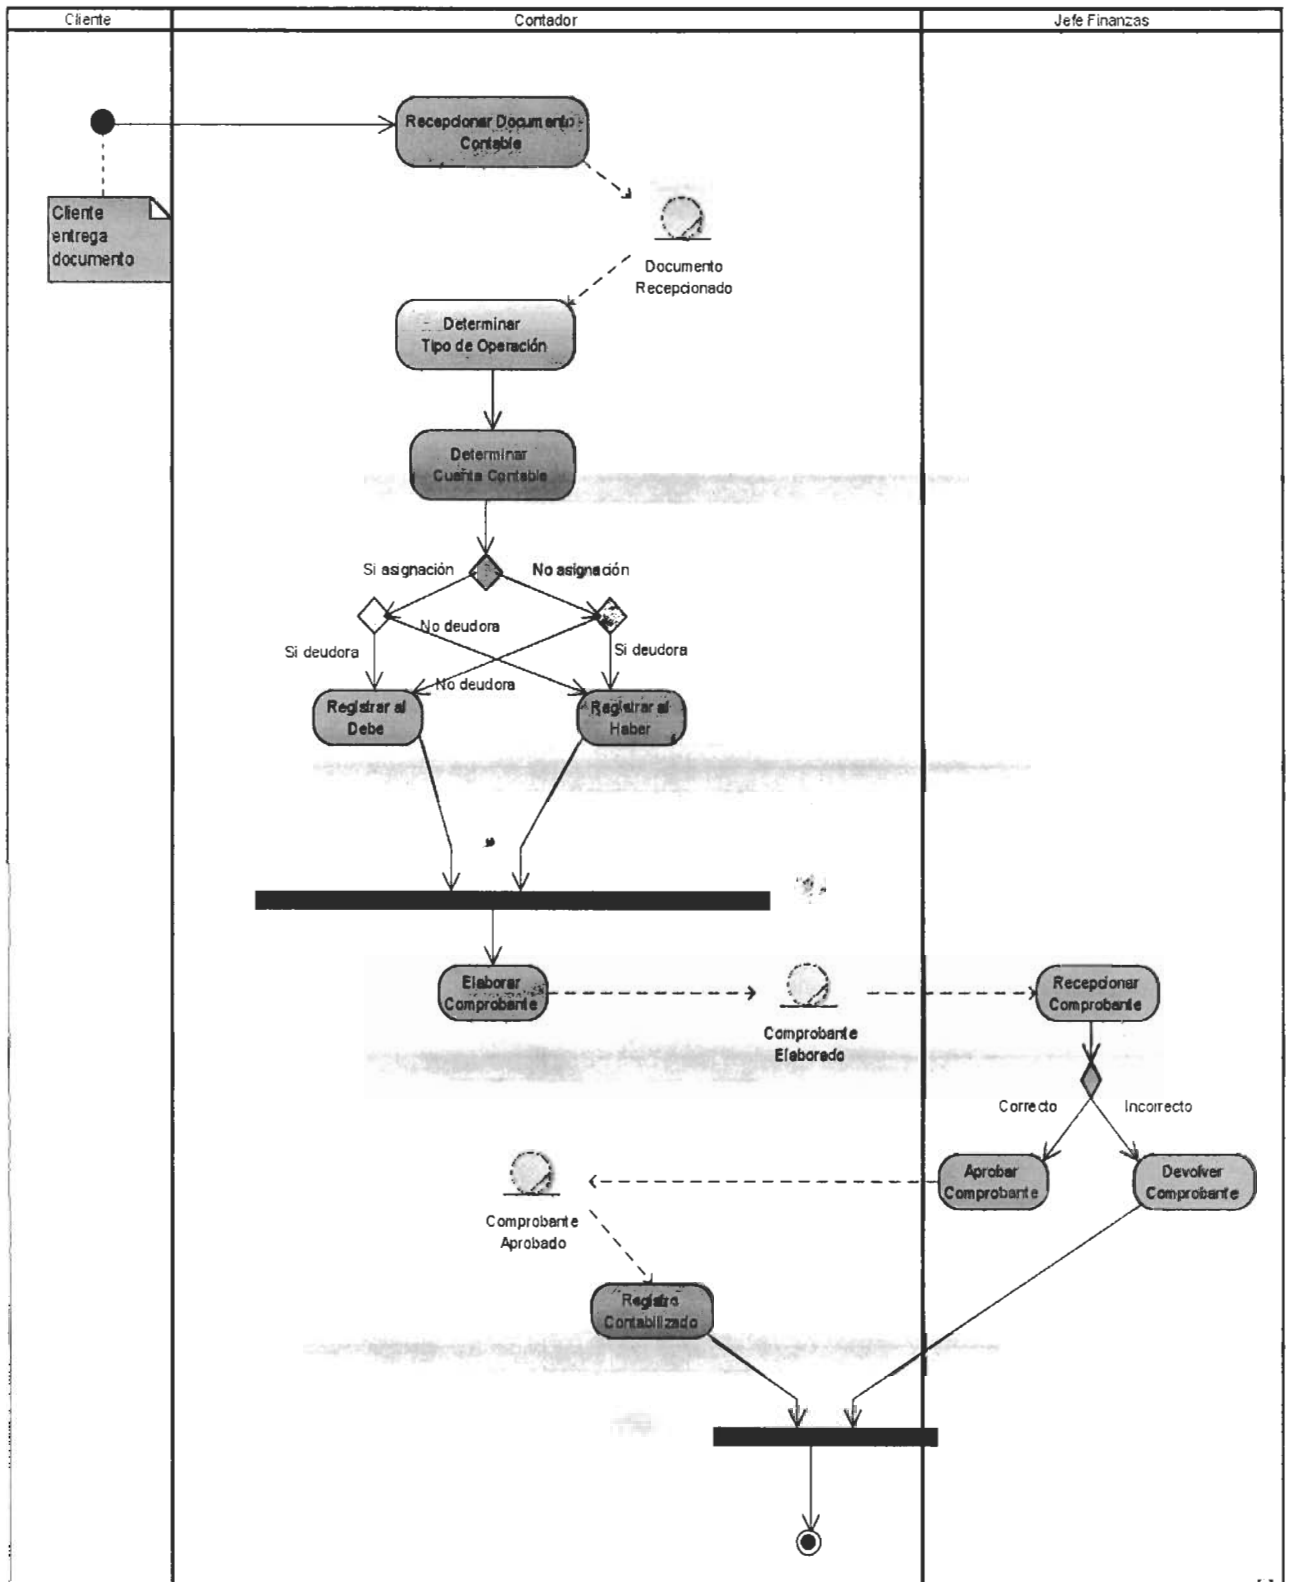 Cliente
Contador
Jefe Finanzas
Recepcionar Documento
Contable
Cliente
entrega
documento
Documento
Recepcionado
Determinar
Tipo de Operación
Determinar
Cuenta Contable
Si asignación
No asignación
No deudora
Si deudora
Si deudora
No deudora
Registrar al
Debe
Registrar al
Haber
Elaborar
Comprobante
Comprobante
Elaborado
Recepcionar
Comprobante
Correcto
Incorrecto
Aprobar
Comprobante
Devolver
Comprobante
Comprobante
Aprobado
Registro
Contabilizado